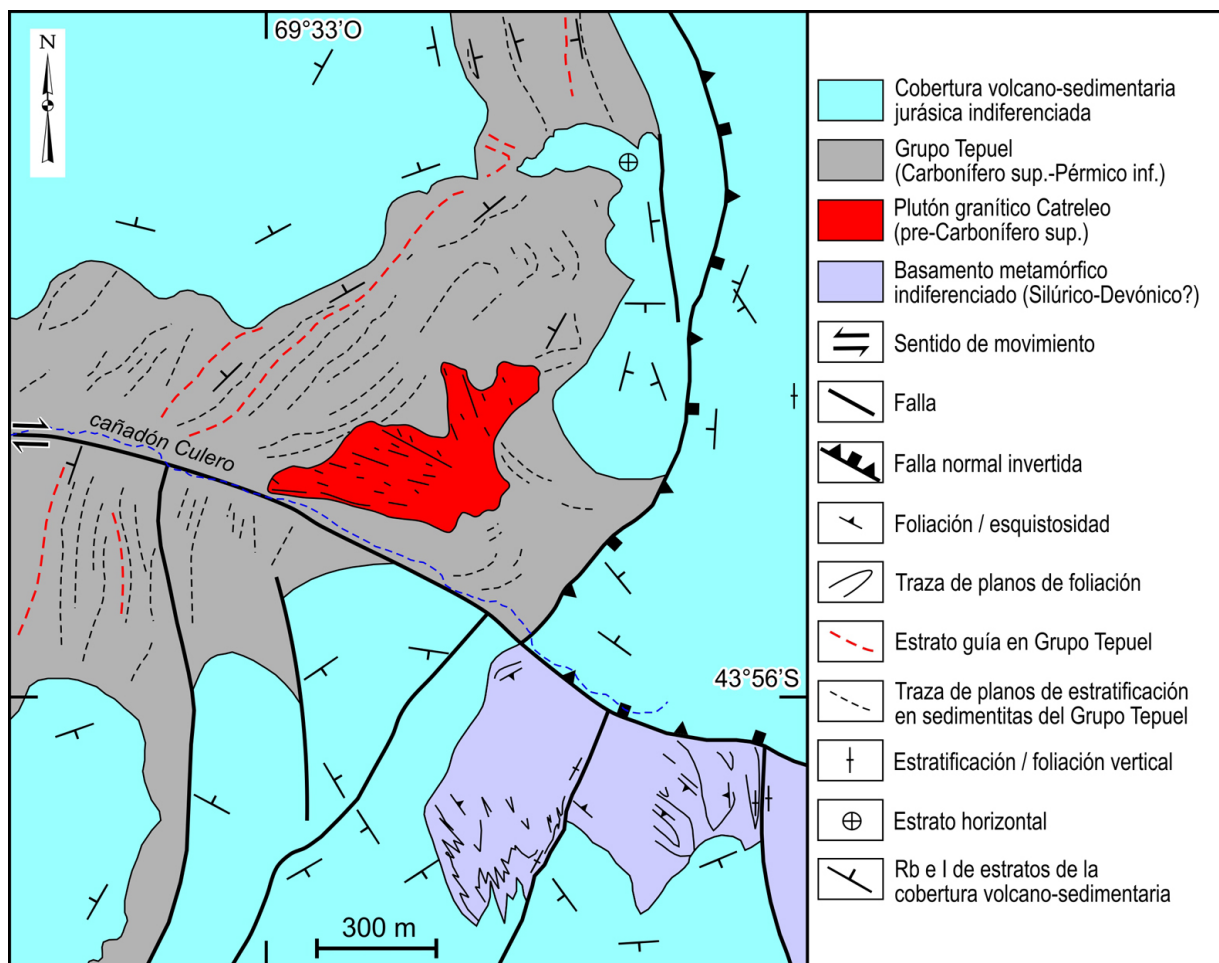 N
69°33'O
cañadón Culero
43°56'S
300 m
Cobertura volcano-sedimentaria
jurásica indiferenciada
Grupo Tepuel
(Carbonífero sup.-Pérmico inf.)
Plutón granítico Catreleo
(pre-Carbonífero sup.)
Basamento metamórfico
indiferenciado (Silúrico-Devónico?)
Sentido de movimiento
Falla
Falla normal invertida
Foliación / esquistosidad
Traza de planos de foliación
Estrato guía en Grupo Tepuel
Traza de planos de estratificación
en sedimentitas del Grupo Tepuel
Estratificación / foliación vertical
Estrato horizontal
Rb e I de estratos de la
cobertura volcano-sedimentaria